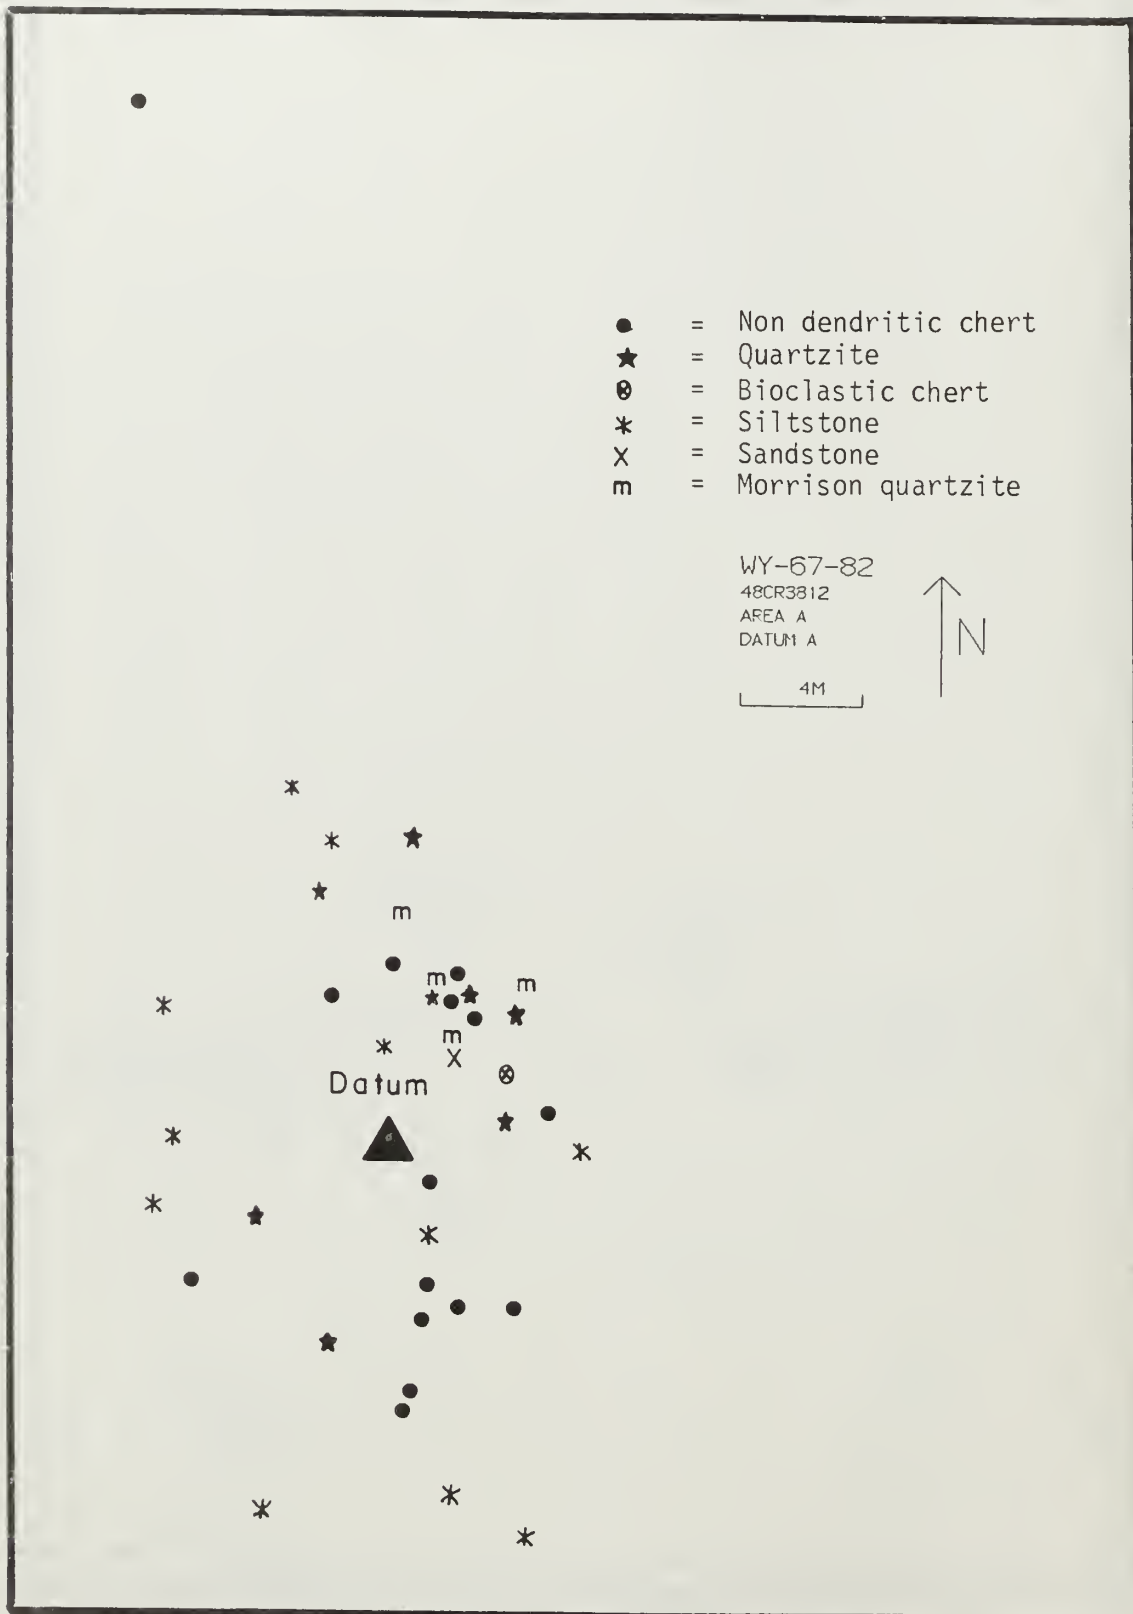 ● = Non dendritic chert
★ = Quartzite
⊗ = Bioclastic chert
* = Siltstone
X = Sandstone
m = Morrison quartzite
WY-67-82
48CR3812
AREA A
DATUM A
N
4M
m
m
m
m
X
Datum